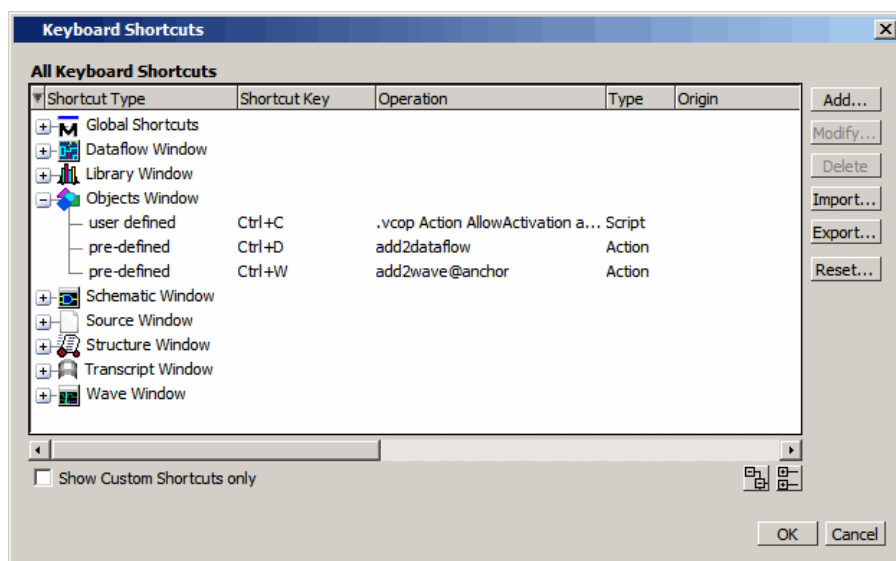 Keyboard Shortcuts
All Keyboard Shortcuts
Shortcut Type Shortcut Key Operation Type Origin
Add...
Global Shortcuts
Modify...
Dataflow Window
Library Window
Delete
Objects Window
Import...
user defined Ctrl+C .vcop Action AllowActivation a... Script
Export...
pre-defined Ctrl+D add2dataflow Action
pre-defined Ctrl+W add2wave@anchor Action
Reset...
Schematic Window
Source Window
Structure Window
Transcript Window
Wave Window
Show Custom Shortcuts only
OK Cancel